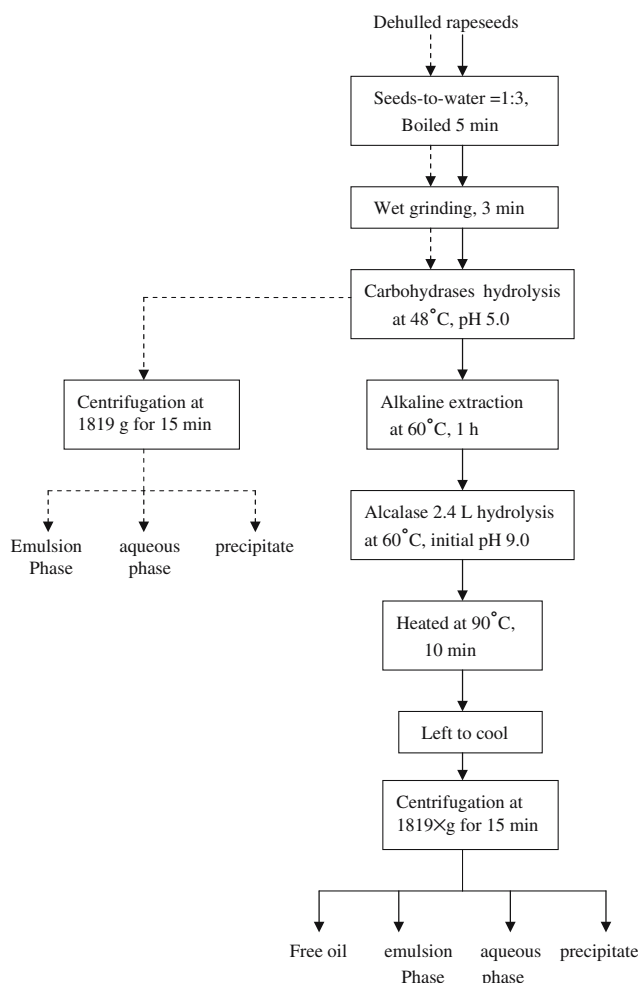 Dehulled rapeseeds
Seeds-to-water =1:3,
Boiled 5 min
Wet grinding, 3 min
Carbohydrases hydrolysis
at 48°C, pH 5.0
Centrifugation at
1819 g for 15 min
Emulsion
Phase
aqueous
phase
precipitate
Alkaline extraction
at 60°C, 1 h
Alcalase 2.4 L hydrolysis
at 60°C, initial pH 9.0
Heated at 90°C,
10 min
Left to cool
Centrifugation at
1819×g for 15 min
Free oil
emulsion
Phase
aqueous
phase
precipitate